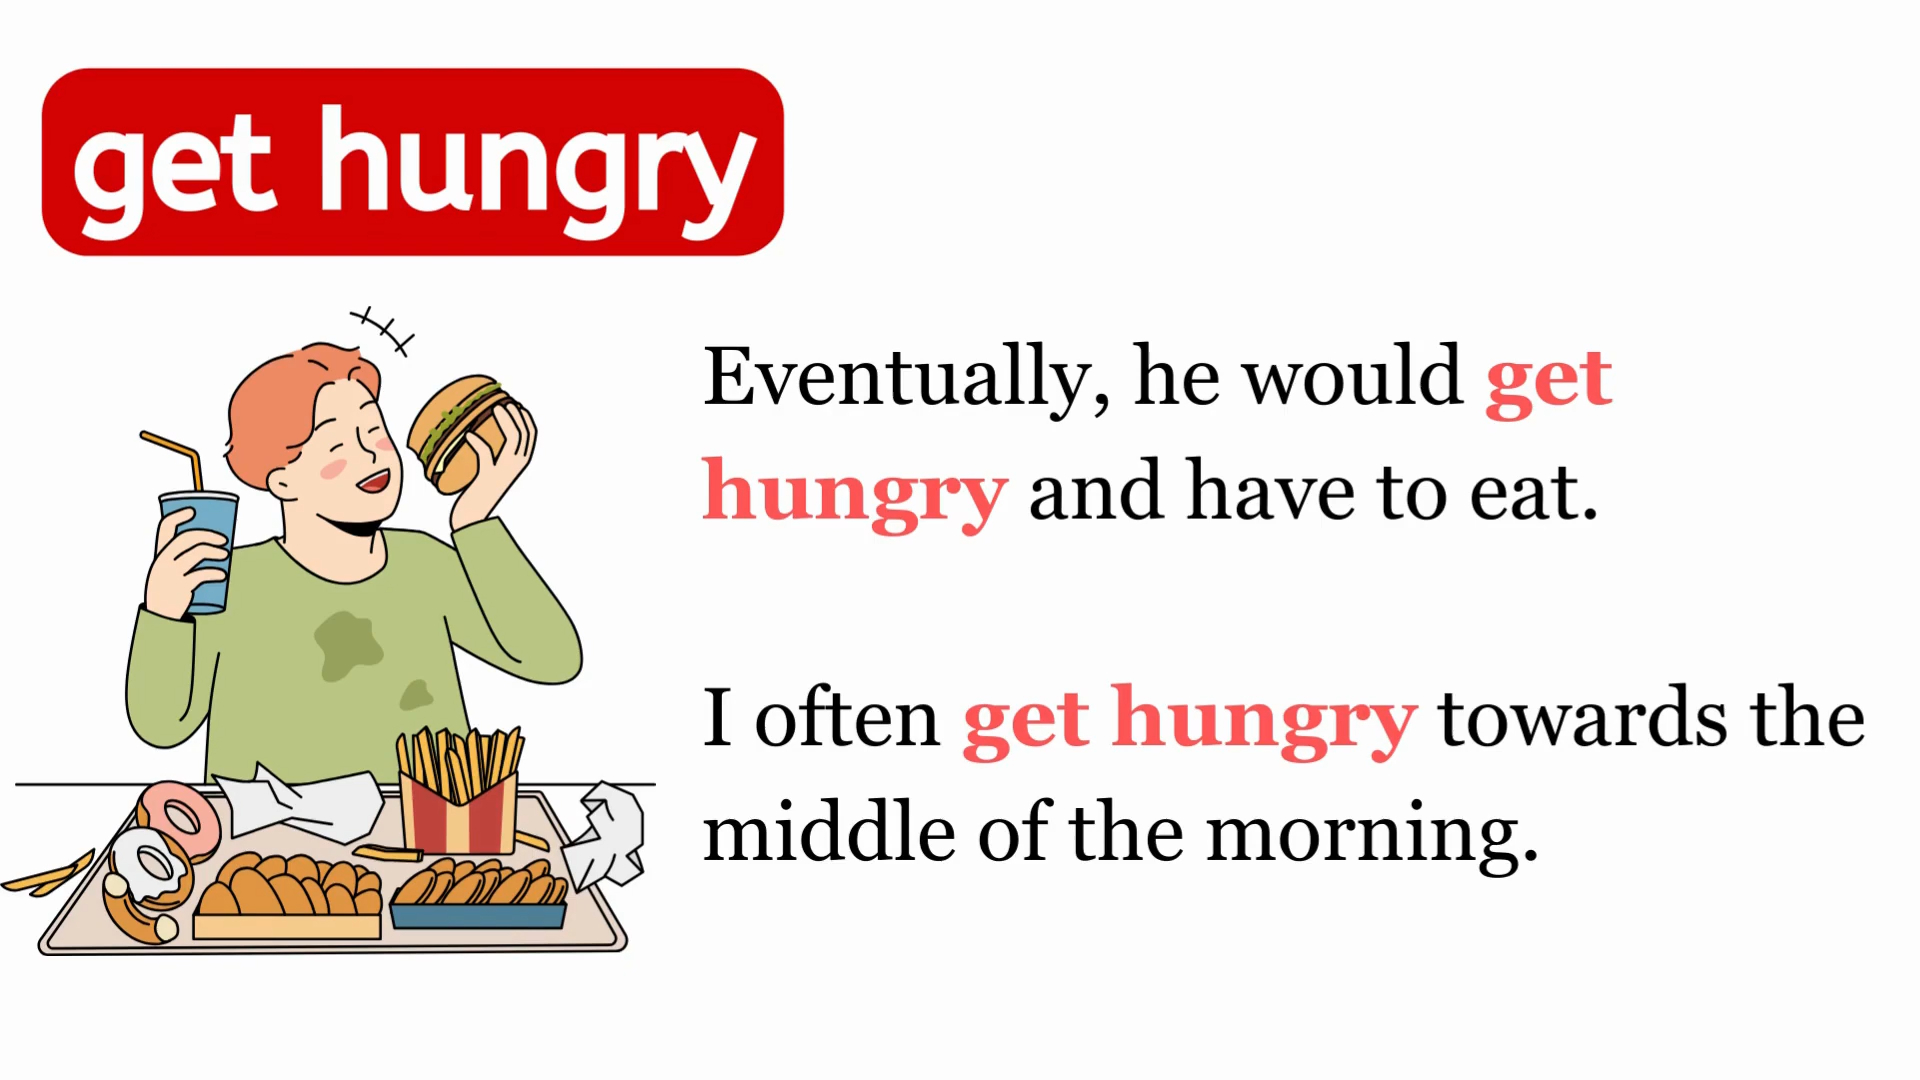 get hungry
Eventually, he would get
hungry and have to eat.
I often get hungry towards the
middle of the morning.